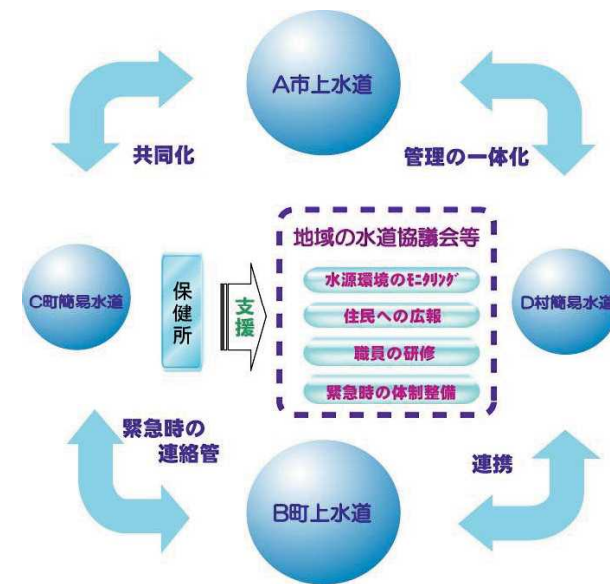 A市上水道
共同化
管理の一体化
地域の水道協議会等
水源環境のﾓﾆﾀﾘﾝｸﾞ
住民への広報
職員の研修
緊急時の体制整備
C町簡易水道
保健所
支援
D村簡易水道
緊急時の
連絡管
連携
B町上水道